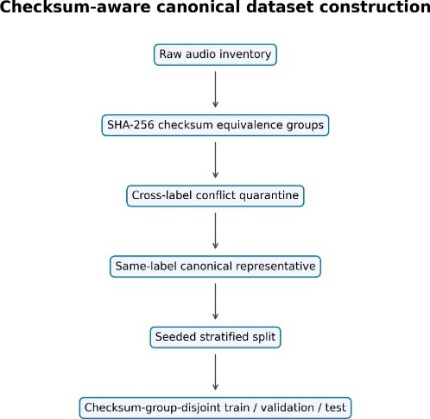 Checksum-aware canonical dataset construction
Raw audio inventory
SHA-256 checksum equivalence groups
Cross-label conflict quarantine
Same-label canonical representative
Seeded stratified split
Checksum-group-disjoint train / validation / test